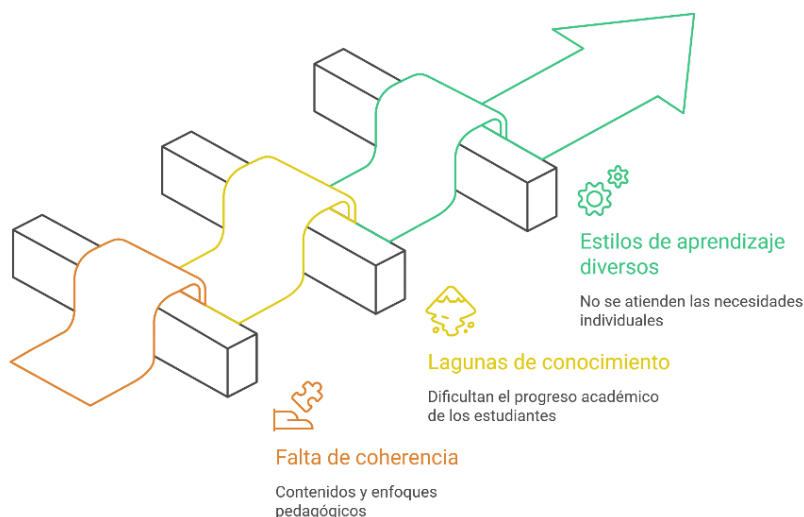 Estilos de aprendizaje
diversos
No se atienden las necesidades
individuales
Lagunas de conocimiento
Dificultan el progreso académico
de los estudiantes
Falta de coherencia
Contenidos y enfoques
pedagógicos